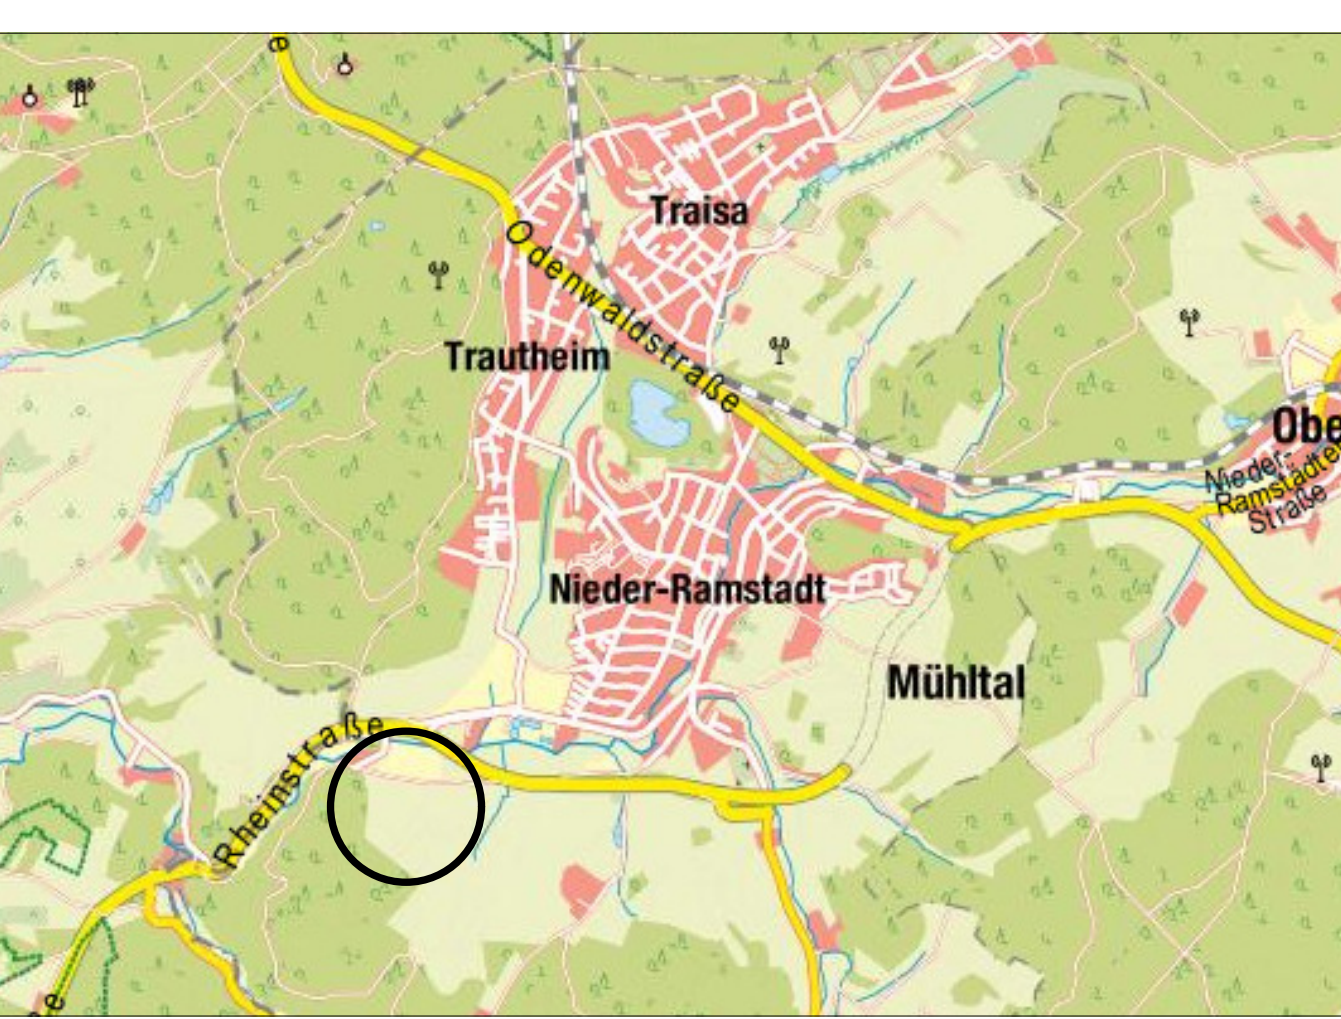 Traisa
Odenwaldstraße
Trautheim
Obe
Nieder-
Ramstädter
Straße
Nieder-Ramstadt
Mühltal
Rheinstraße
e
e